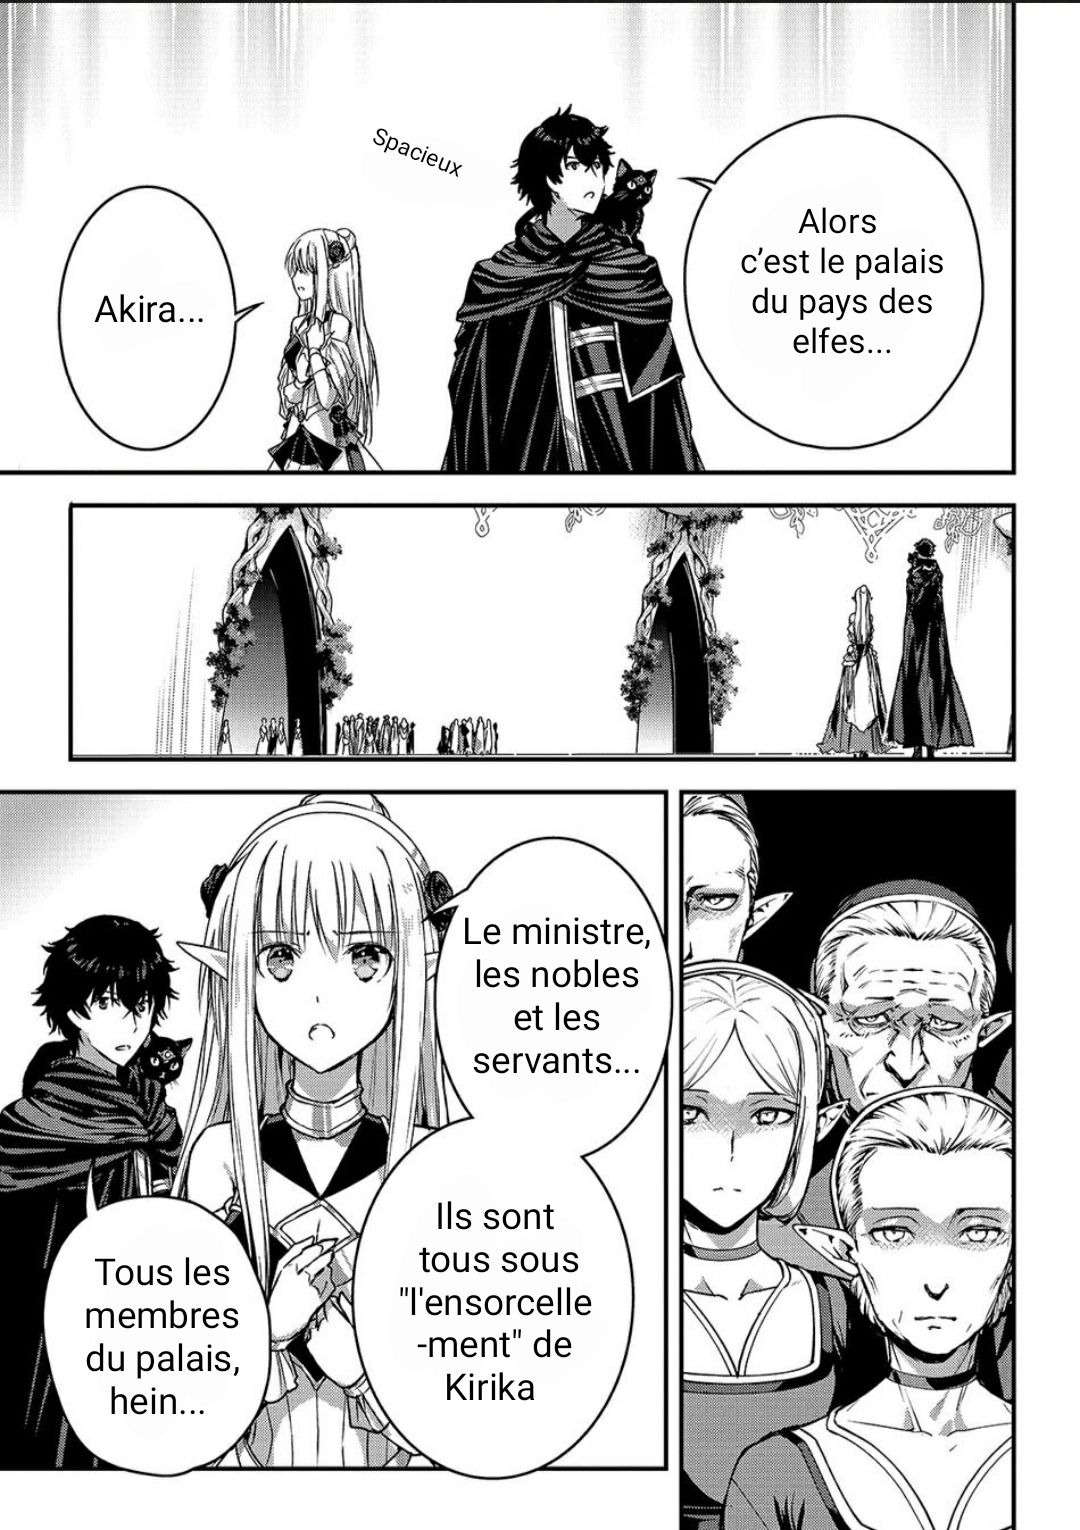 Alors
c’est le palais
du pays des
elfes...
Spacieux
Akira...
Le ministre,
les nobles
et les
servants...
Ils sont
tous sous
"l'ensorcelle
-ment" de
Kirika
Tous les
membres
du palais,
hein...